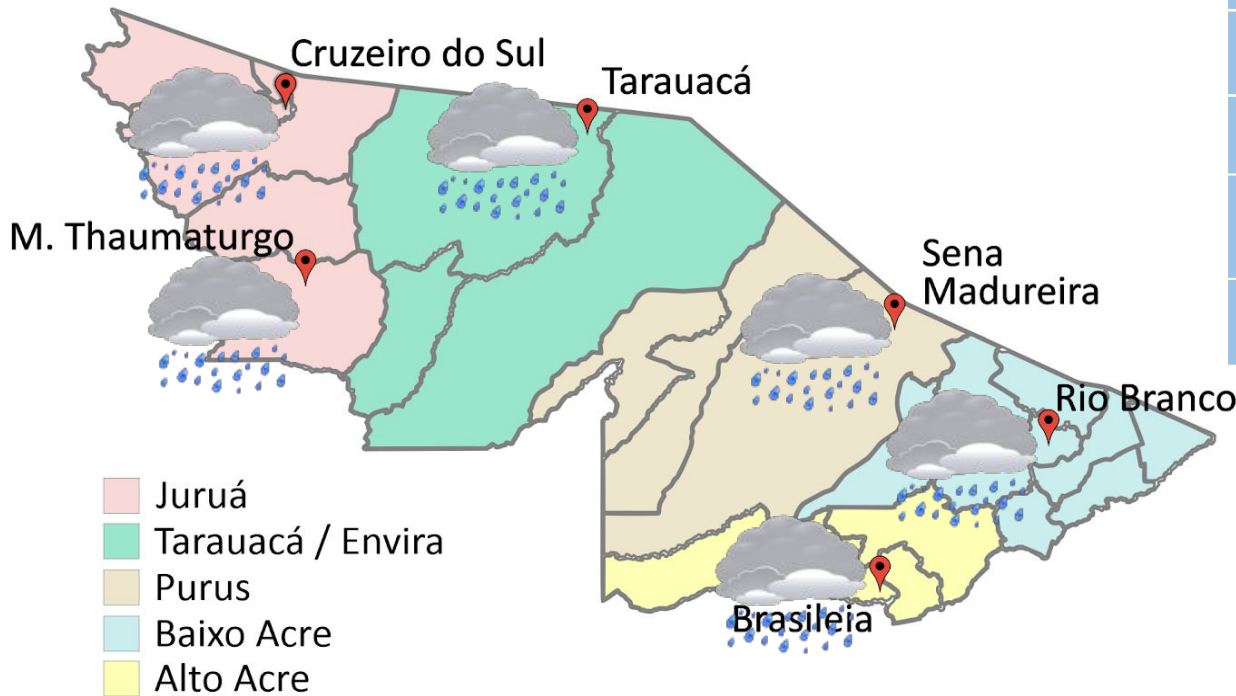 Cruzeiro do Sul
Tarauacá
M. Thaumaturgo
Sena
Madureira
Rio Branco
Brasileia
Juruá
Tarauacá / Envira
Purus
Baixo Acre
Alto Acre